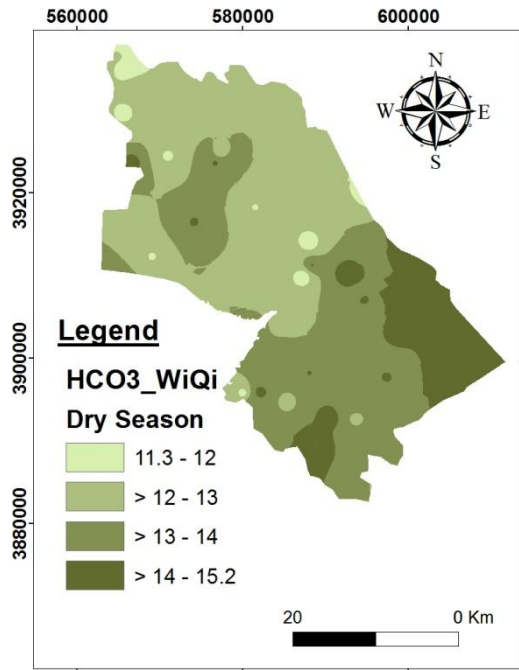 560000 580000 600000
N
W E
S
3920000
3900000
3880000
Legend
HCO3_WiQi
Dry Season
11.3 - 12
> 12 - 13
> 13 - 14
> 14 - 15.2
20 0 Km